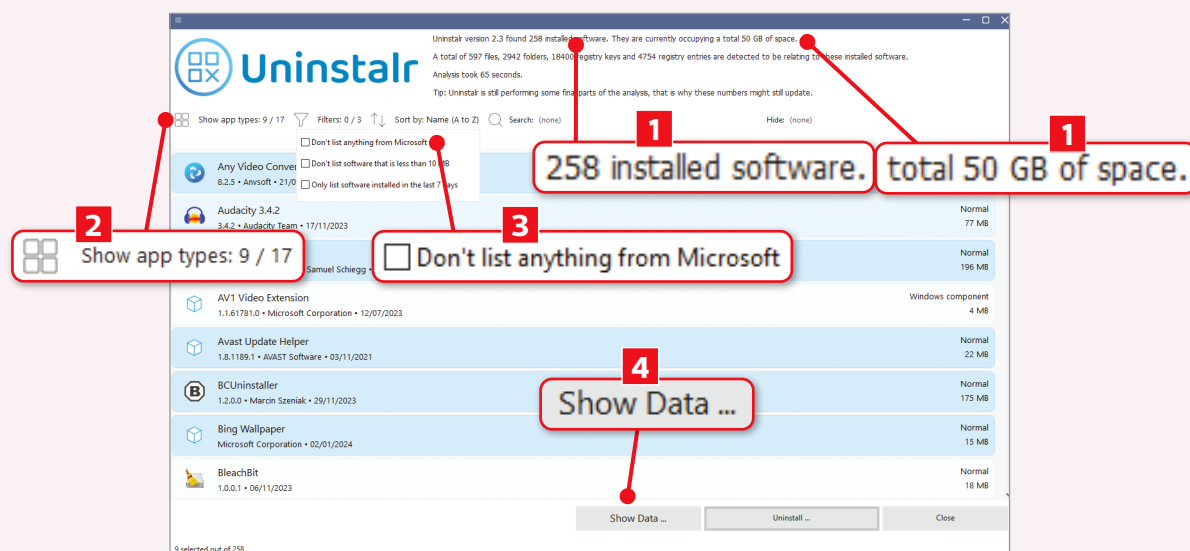 Uninstalr
Uninstalr version 2.3 found 258 installed software. They are currently occupying a total 50 GB of space.
A total of 597 files, 2942 folders, 18400 registry keys and 4754 registry entries are detected to be relating to these installed software.
Analysis took 65 seconds.
Tip: Uninstalr is still performing some final parts of the analysis, that is why these numbers might still update.
Show app types: 9 / 17 Filters: 0 / 3 Sort by: Name (A to Z) Search: (none) Hide: (none)
Don't list anything from Microsoft
Don't list software that is less than 10 MB
Only list software installed in the last 7 days
1
258 installed software.
1
total 50 GB of space.
Any Video Conver
8.2.5 • Anvsoft • 21/0
Audacity 3.4.2 Normal
3.4.2 • Audacity Team • 17/11/2023 77 MB
2
Show app types: 9 / 17
3
Don't list anything from Microsoft
Normal
Samuel Schiegg • 196 MB
AV1 Video Extension Windows component
1.1.61781.0 • Microsoft Corporation • 12/07/2023 4 MB
Avast Update Helper Normal
1.8.1189.1 • AVAST Software • 03/11/2021 22 MB
4
Show Data ...
BCUninstaller Normal
1.2.0.0 • Marcin Szeniak • 29/11/2023 175 MB
Bing Wallpaper Normal
Microsoft Corporation • 02/01/2024 15 MB
BleachBit Normal
1.0.0.1 • 06/11/2023 18 MB
Show Data ... Uninstall ... Close
9 selected out of 258